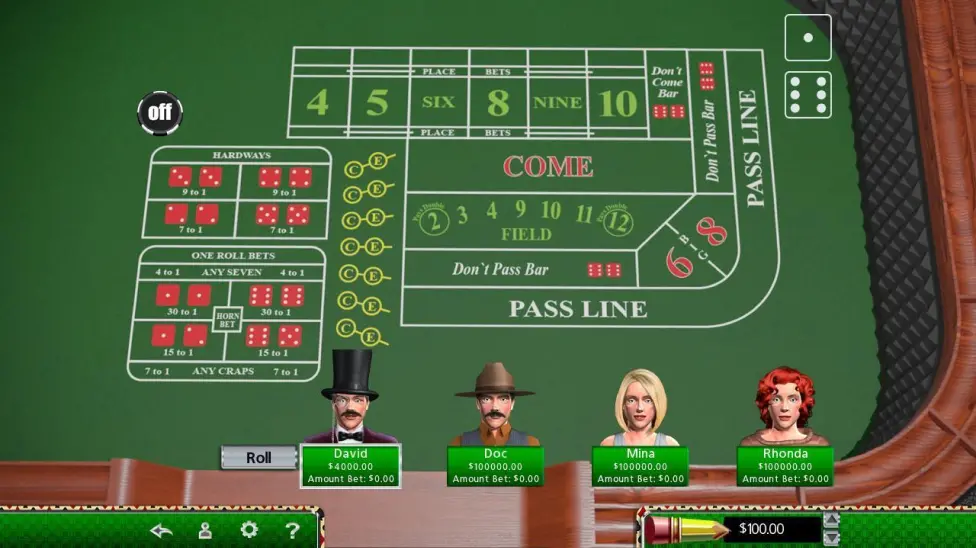 PLACE BETS
4 5 SIX 8 NINE 10
PLACE BETS
Don't
Come
Bar
Don't Pass Bar
PASS LINE
off
COME
HARDWAYS
9 to 1
7 to 1 7 to 1
C E
C E
C E
C E
C E
C E
C E
Pays Double
2 3 4 9 10 11 12
Pays Double
FIELD
Don`t Pass Bar
BIG
6 8
PASS LINE
ONE ROLL BETS
4 to 1 ANY SEVEN 4 to 1
30 to 1 30 to 1
HORN
BET
15 to 1 15 to 1
7 to 1 ANY CRAPS 7 to 1
Roll
David
$4000.00
Amount Bet: $0.00
Doc
$100000.00
Amount Bet: $0.00
Mina
$100000.00
Amount Bet: $0.00
Rhonda
$100000.00
Amount Bet: $0.00
?
$100.00